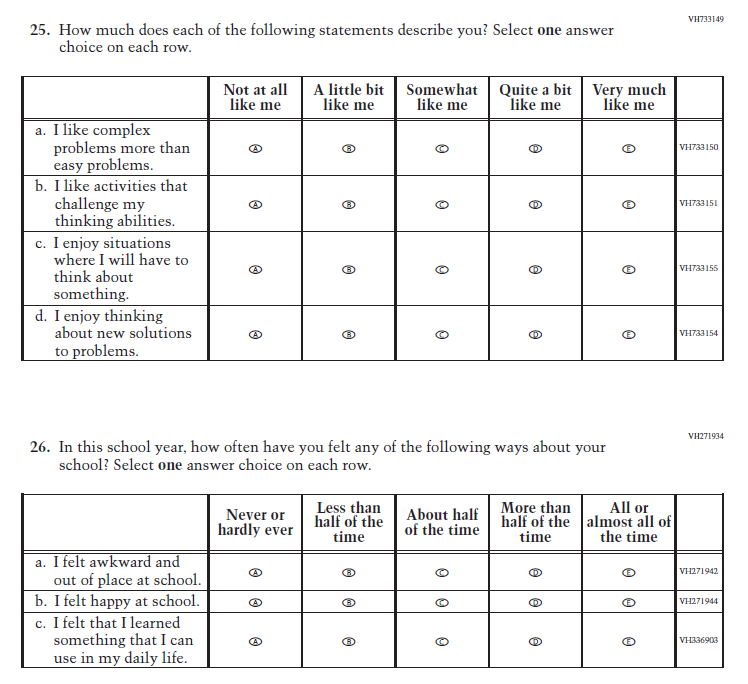 VH733149
25. How much does each of the following statements describe you? Select one answer
choice on each row.
Not at all like me A little bit like me Somewhat like me Quite a bit like me Very much like me
a. I like complex
problems more than
easy problems.
A B C D E VH733150
b. I like activities that
challenge my
thinking abilities.
A B C D E VH733151
c. I enjoy situations
where I will have to
think about
something.
A B C D E VH733155
d. I enjoy thinking
about new solutions
to problems.
A B C D E VH733154
VH271934
26. In this school year, how often have you felt any of the following ways about your
school? Select one answer choice on each row.
Never or hardly ever Less than half of the time About half of the time More than half of the time All or almost all of the time
a. I felt awkward and
out of place at school.
A B C D E VH271942
b. I felt happy at school. A B C D E VH271944
c. I felt that I learned
something that I can
use in my daily life.
A B C D E VH336903